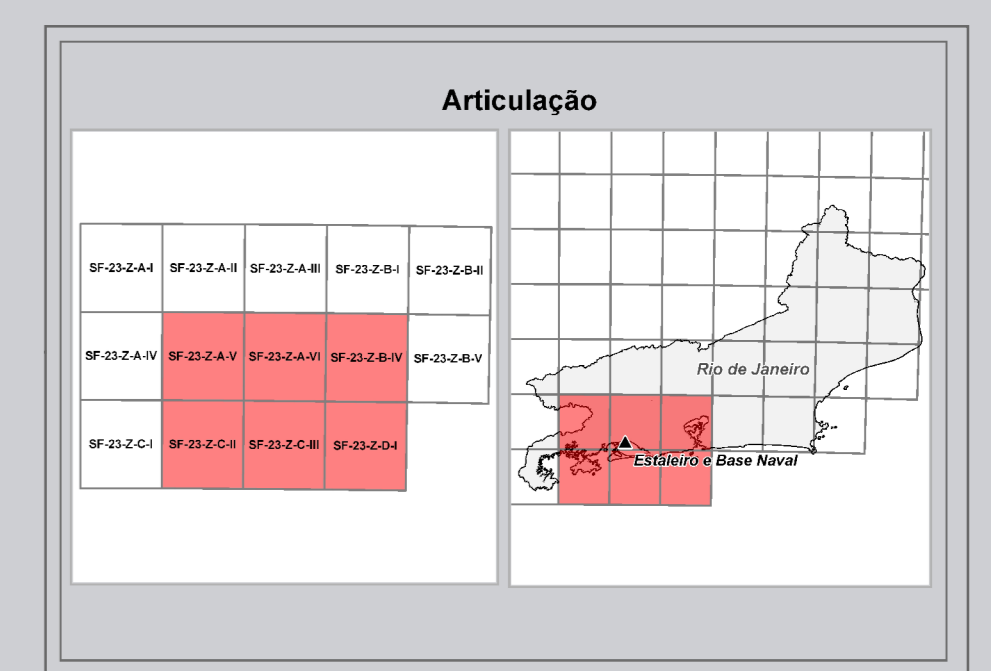 Articulação
SF-23-Z-A-I SF-23-Z-A-II SF-23-Z-A-III SF-23-Z-B-I SF-23-Z-B-II
SF-23-Z-A-IV SF-23-Z-A-V SF-23-Z-A-VI SF-23-Z-B-IV SF-23-Z-B-V
SF-23-Z-C-I SF-23-Z-C-II SF-23-Z-C-III SF-23-Z-D-I
Rio de Janeiro
Estaleiro e Base Naval